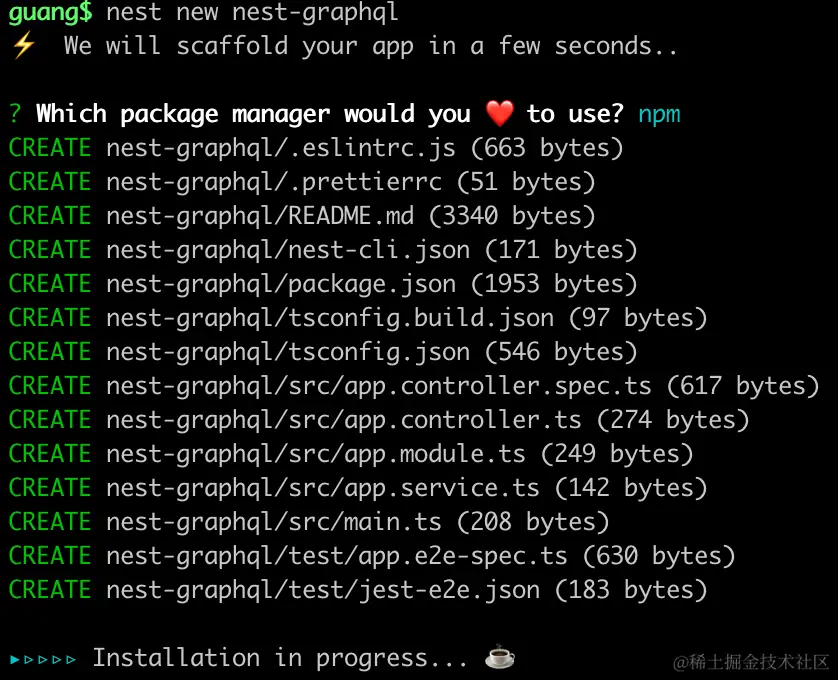 guang$ nest new nest-graphql
⚡ We will scaffold your app in a few seconds..
? Which package manager would you ❤️ to use? npm
CREATE nest-graphql/.eslintrc.js (663 bytes)
CREATE nest-graphql/.prettierrc (51 bytes)
CREATE nest-graphql/README.md (3340 bytes)
CREATE nest-graphql/nest-cli.json (171 bytes)
CREATE nest-graphql/package.json (1953 bytes)
CREATE nest-graphql/tsconfig.build.json (97 bytes)
CREATE nest-graphql/tsconfig.json (546 bytes)
CREATE nest-graphql/src/app.controller.spec.ts (617 bytes)
CREATE nest-graphql/src/app.controller.ts (274 bytes)
CREATE nest-graphql/src/app.module.ts (249 bytes)
CREATE nest-graphql/src/app.service.ts (142 bytes)
CREATE nest-graphql/src/main.ts (208 bytes)
CREATE nest-graphql/test/app.e2e-spec.ts (630 bytes)
CREATE nest-graphql/test/jest-e2e.json (183 bytes)
▸▹▹▹▹ Installation in progress... ☕
@稀土掘金技术社区